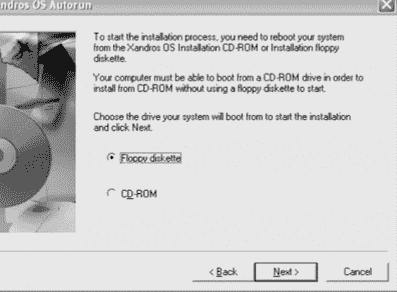 ndros OS Autorun
To start the installation process, you need to reboot your system
from the Xandros OS Installation CD-ROM or Installation floppy
diskette.
Your computer must be able to boot from a CD-ROM drive in order to
install from CD-ROM without using a floppy diskette to start.
Choose the drive your system will boot from to start the installation
and click Next.
Floppy diskette
CD-ROM
< Back Next > Cancel